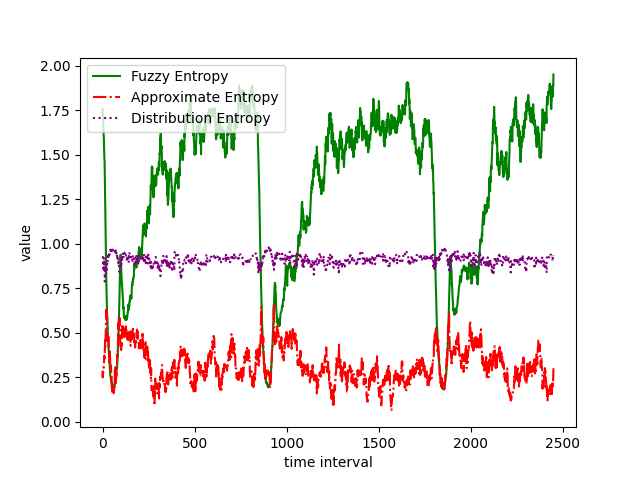 Fuzzy Entropy
Approximate Entropy
Distribution Entropy
2.00
1.75
1.50
1.25
1.00
0.75
0.50
0.25
0.00
value
0 500 1000 1500 2000 2500
time interval